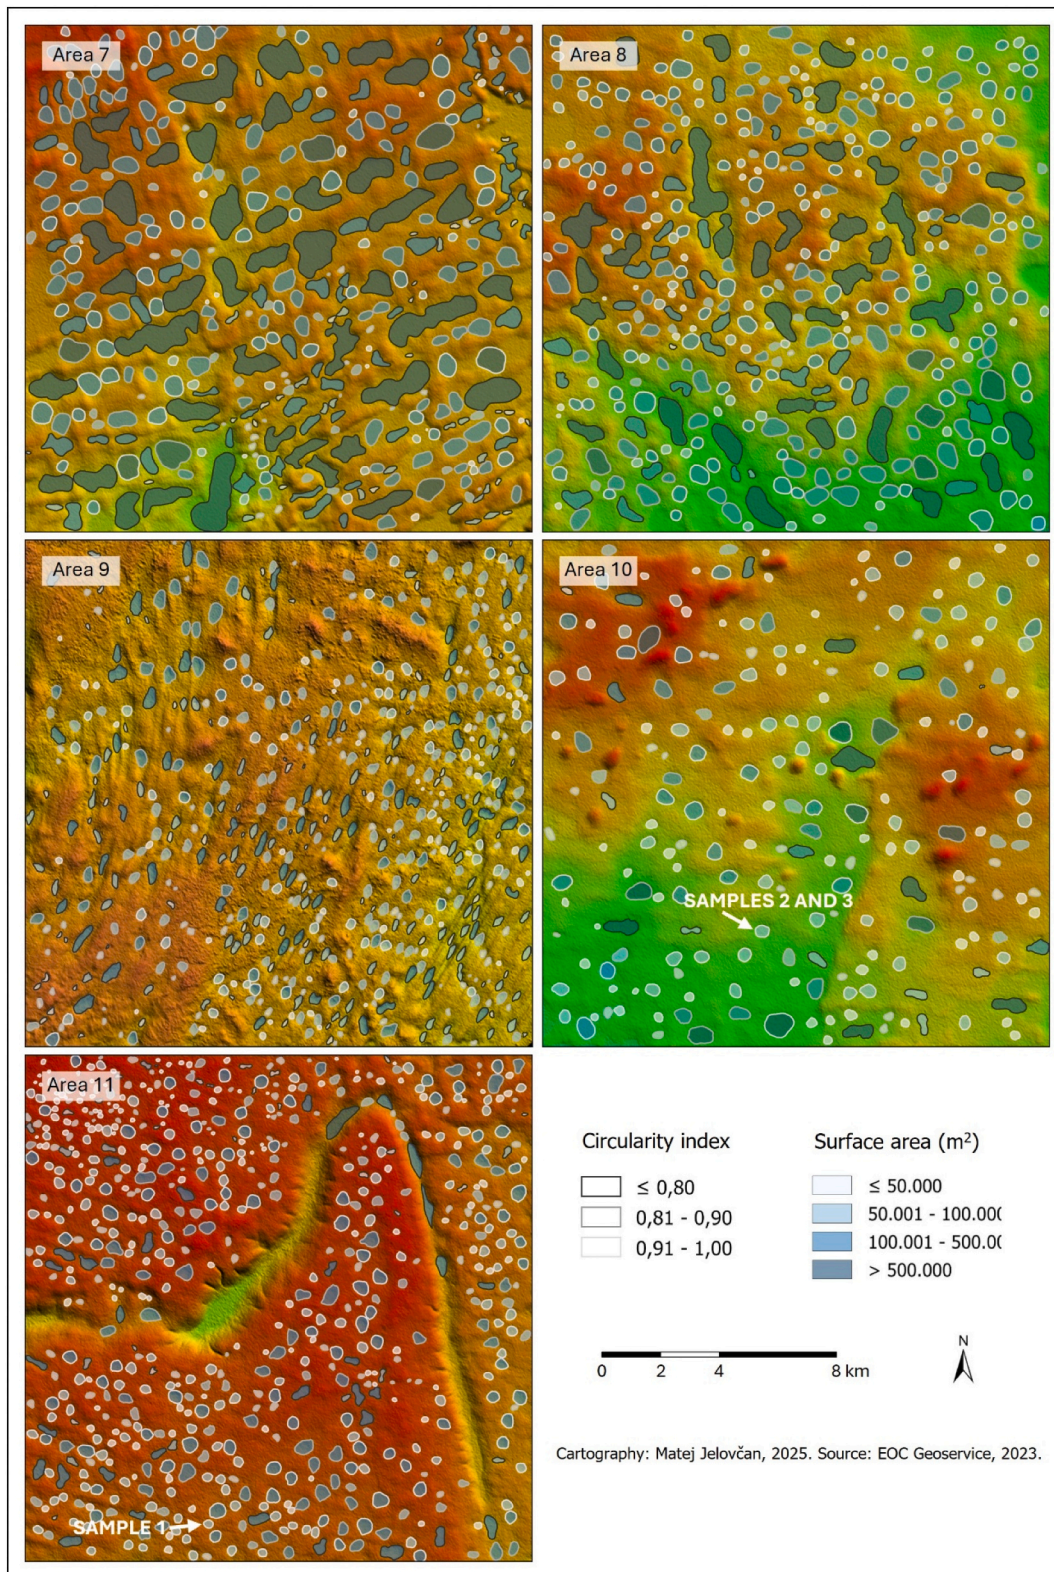 Area 7
Area 8
Area 9
Area 10
SAMPLES 2 AND 3
Area 11
SAMPLE 1
Circularity index
≤ 0,80
0,81 - 0,90
0,91 - 1,00
Surface area (m²)
≤ 50.000
50.001 - 100.00
100.001 - 500.0
> 500.000
0 2 4 8 km
N
Cartography: Matej Jelovčan, 2025. Source: EOC Geoservice, 2023.